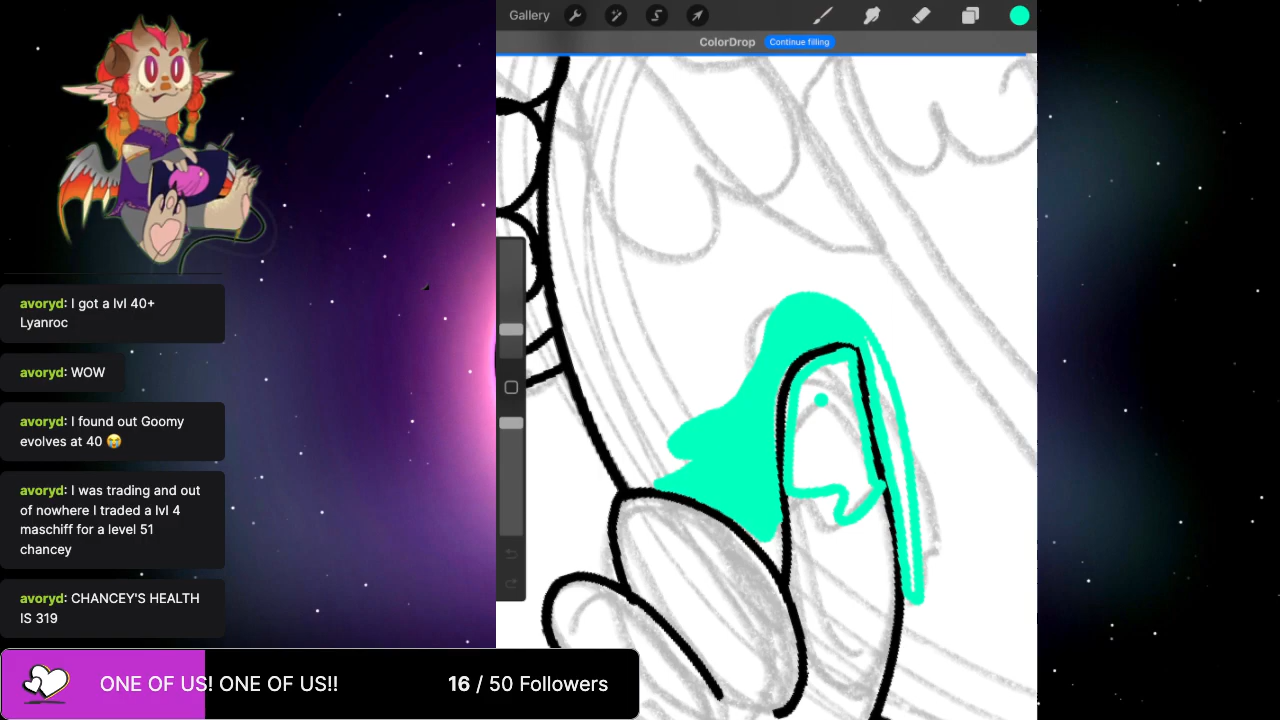 Gallery
ColorDrop Continue filling
avoryd: I got a lvl 40+
Lyanroc
avoryd: WOW
avoryd: I found out Goomy
evolves at 40 😭
avoryd: I was trading and out
of nowhere I traded a lvl 4
maschiff for a level 51
chancey
avoryd: CHANCEY'S HEALTH
IS 319
ONE OF US! ONE OF US!! 16 / 50 Followers